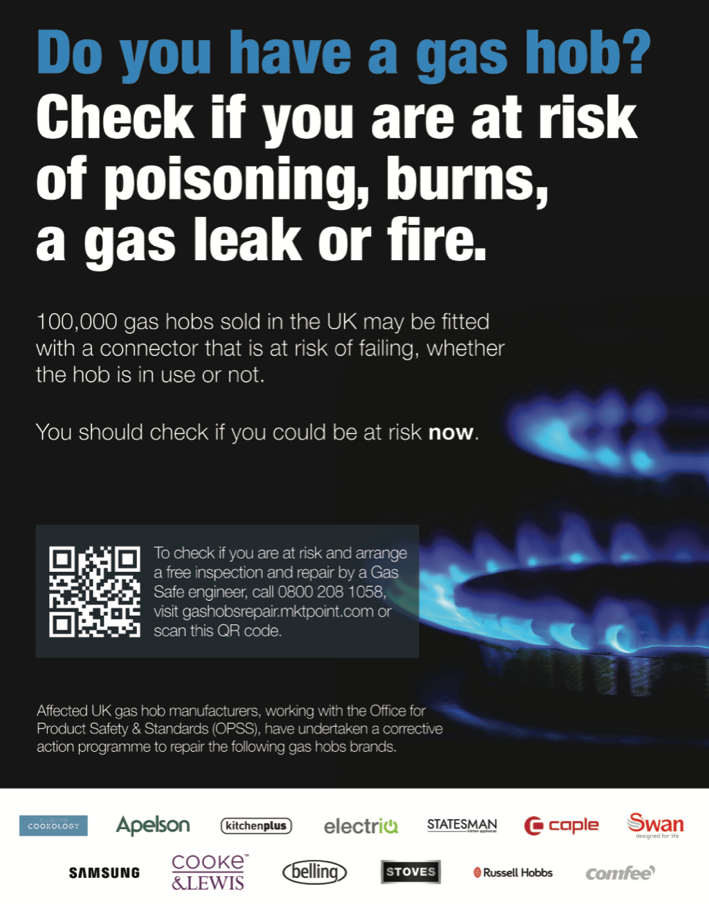 Do you have a gas hob?
Check if you are at risk
of poisoning, burns,
a gas leak or fire.
100,000 gas hobs sold in the UK may be fitted
with a connector that is at risk of failing, whether
the hob is in use or not.
You should check if you could be at risk now.
To check if you are at risk and arrange
a free inspection and repair by a Gas
Safe engineer, call 0800 208 1058,
visit gashobsrepair.mktpoint.com or
scan this QR code.
Affected UK gas hob manufacturers, working with the Office for
Product Safety & Standards (OPSS), have undertaken a corrective
action programme to repair the following gas hobs brands.
COOKOLOGY
Apelson
kitchenplus
electriQ
STATESMAN
kitchen appliances
caple
Swan
designed for life
SAMSUNG
COOKE™
&LEWIS
belling
STOVES
Russell Hobbs
comfee'